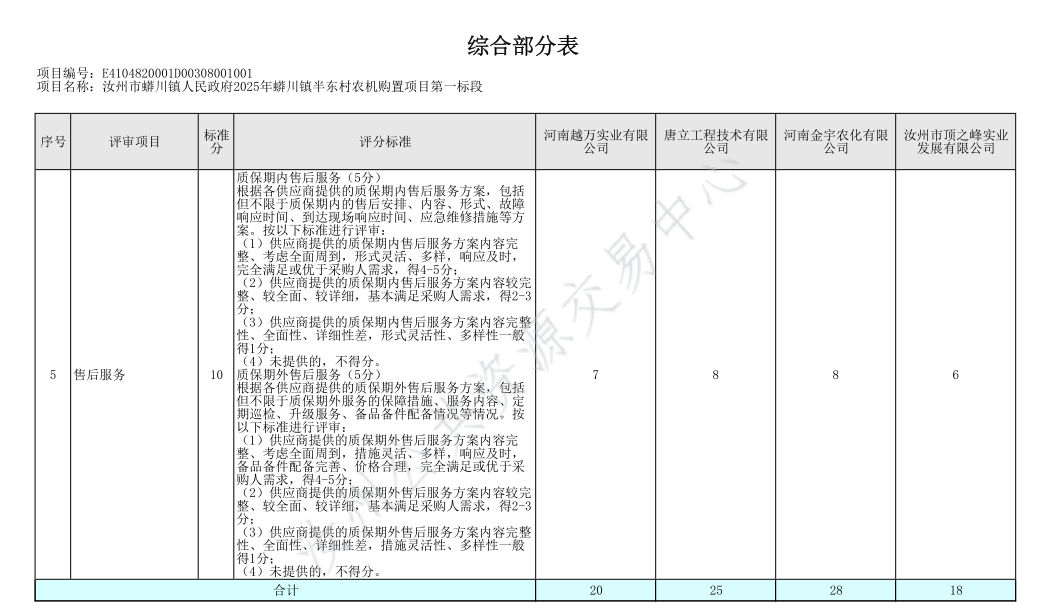 综合部分表
项目编号：E4104820001D00308001001
项目名称：汝州市蟒川镇人民政府2025年蟒川镇半东村农机购置项目第一标段
序号
评审项目
标准
分
评分标准
河南越万实业有限
公司
唐立工程技术有限
公司
河南金宇农化有限
公司
汝州市顶之峰实业
发展有限公司
5
售后服务
10
质保期内售后服务（5分）
根据各供应商提供的质保期内售后服务方案，包括
但不限于质保期内的售后安排、内容、形式、故障
响应时间、到达现场响应时间、应急维修措施等方
案。按以下标准进行评审：
（1）供应商提供的质保期内售后服务方案内容完
整、考虑全面周到，形式灵活、多样，响应及时，
完全满足或优于采购人需求，得4-5分；
（2）供应商提供的质保期内售后服务方案内容较完
整、较全面、较详细，基本满足采购人需求，得2-3
分；
（3）供应商提供的质保期内售后服务方案内容完整
性、全面性、详细性差，形式灵活性、多样性一般
得1分；
（4）未提供的，不得分。
质保期外售后服务（5分）
根据各供应商提供的质保期外售后服务方案，包括
但不限于质保期外服务的保障措施、服务内容、定
期巡检、升级服务、备品备件配备情况等情况。按
以下标准进行评审：
（1）供应商提供的质保期外售后服务方案内容完
整、考虑全面周到，措施灵活、多样，响应及时，
备品备件配备完善、价格合理，完全满足或优于采
购人需求，得4-5分；
（2）供应商提供的质保期外售后服务方案内容较完
整、较全面、较详细，基本满足采购人需求，得2-3
分；
（3）供应商提供的质保期外售后服务方案内容完整
性、全面性、详细性差，措施灵活性、多样性一般
得1分；
（4）未提供的，不得分。
7
8
8
6
合计
20
25
28
18
汝州公共资源交易中心